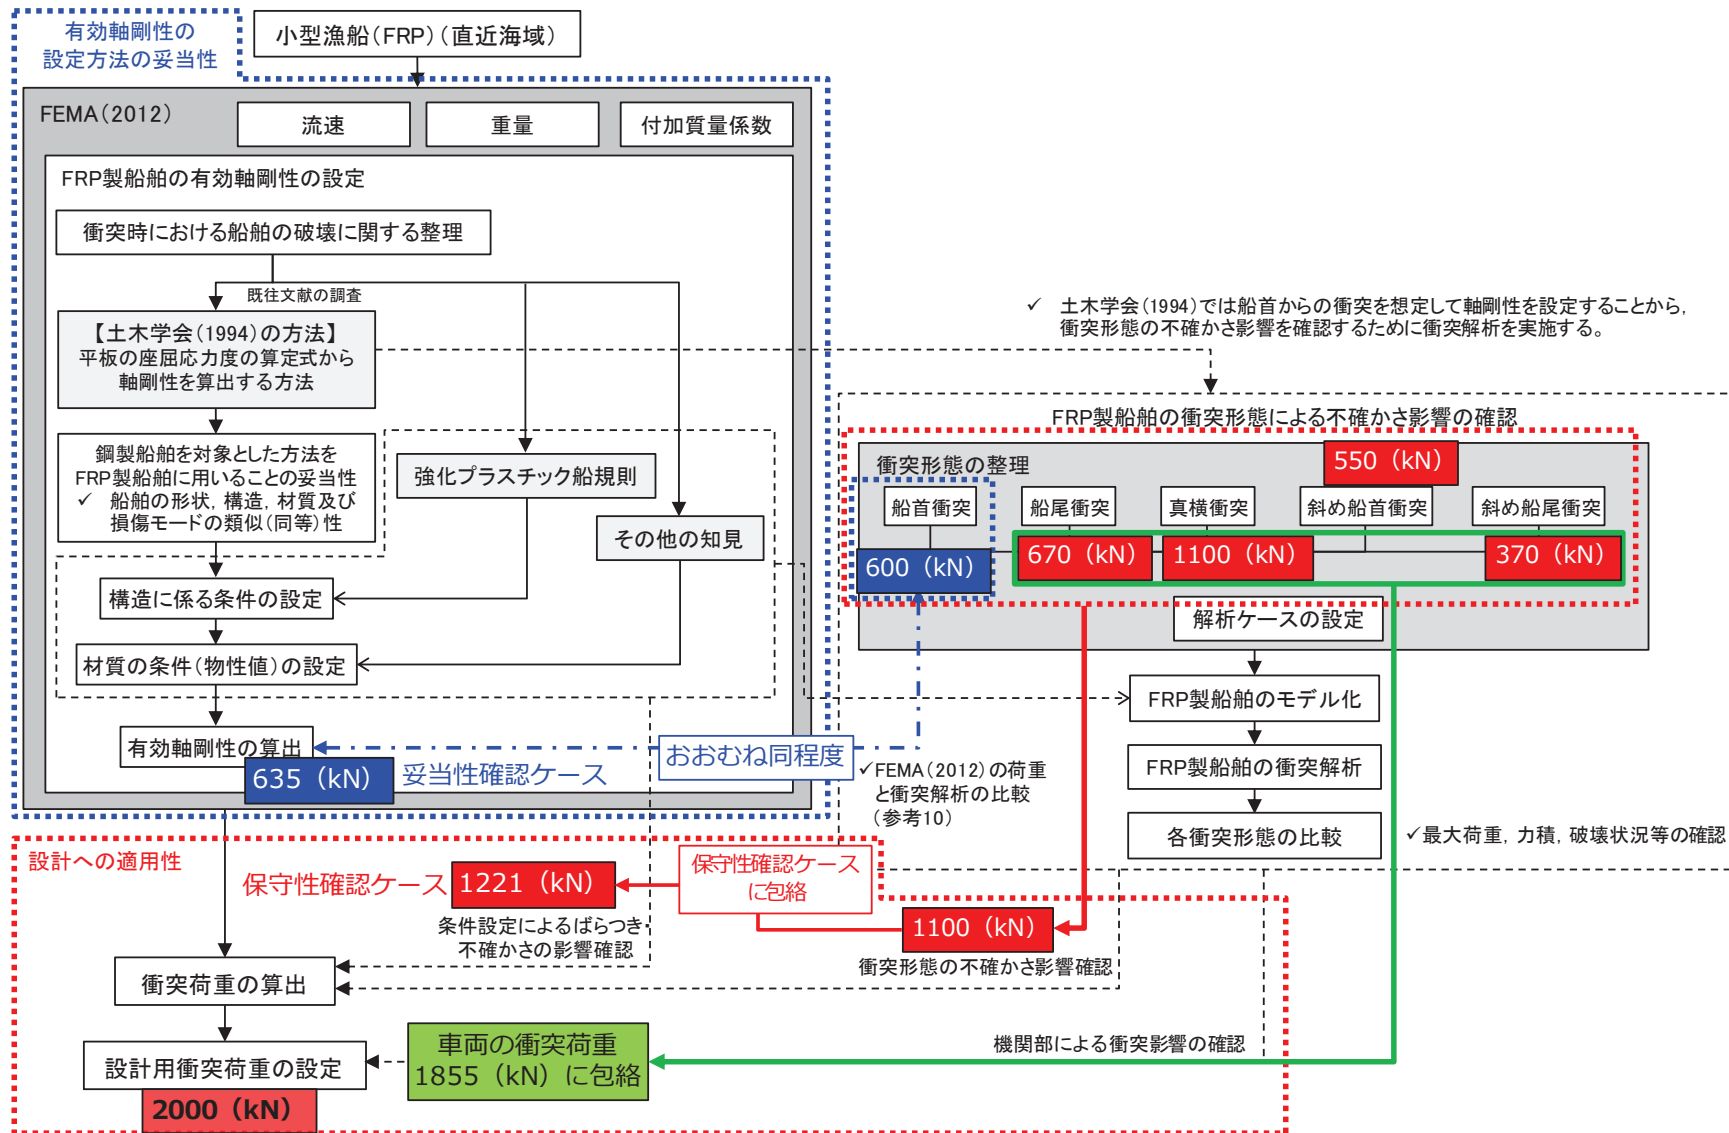 有効軸剛性の
設定方法の妥当性
小型漁船(FRP)(直近海域)
FEMA(2012)
流速
重量
付加質量係数
FRP製船舶の有効軸剛性の設定
衝突時における船舶の破壊に関する整理
既往文献の調査
【土木学会(1994)の方法】
平板の座屈応力度の算定式から
軸剛性を算出する方法
鋼製船舶を対象とした方法を
FRP製船舶に用いることの妥当性
✓ 船舶の形状,構造,材質及び
損傷モードの類似(同等)性
強化プラスチック船規則
その他の知見
構造に係る条件の設定
材質の条件(物性値)の設定
有効軸剛性の算出
635(kN)
妥当性確認ケース
おおむね同程度
✓FEMA(2012)の荷重
と衝突解析の比較
(参考10)
✓ 土木学会(1994)では船首からの衝突を想定して軸剛性を設定することから,
衝突形態の不確かさ影響を確認するために衝突解析を実施する。
FRP製船舶の衝突形態による不確かさ影響の確認
衝突形態の整理
550(kN)
船首衝突
船尾衝突
真横衝突
斜め船首衝突
斜め船尾衝突
600(kN)
670(kN)
1100(kN)
370(kN)
解析ケースの設定
FRP製船舶のモデル化
FRP製船舶の衝突解析
各衝突形態の比較
✓最大荷重,力積,破壊状況等の確認
設計への適用性
保守性確認ケース
1221(kN)
保守性確認ケース
に包絡
条件設定によるばらつき・
不確かさの影響確認
1100(kN)
衝突形態の不確かさ影響確認
衝突荷重の算出
設計用衝突荷重の設定
2000(kN)
車両の衝突荷重
1855(kN)に包絡
機関部による衝突影響の確認